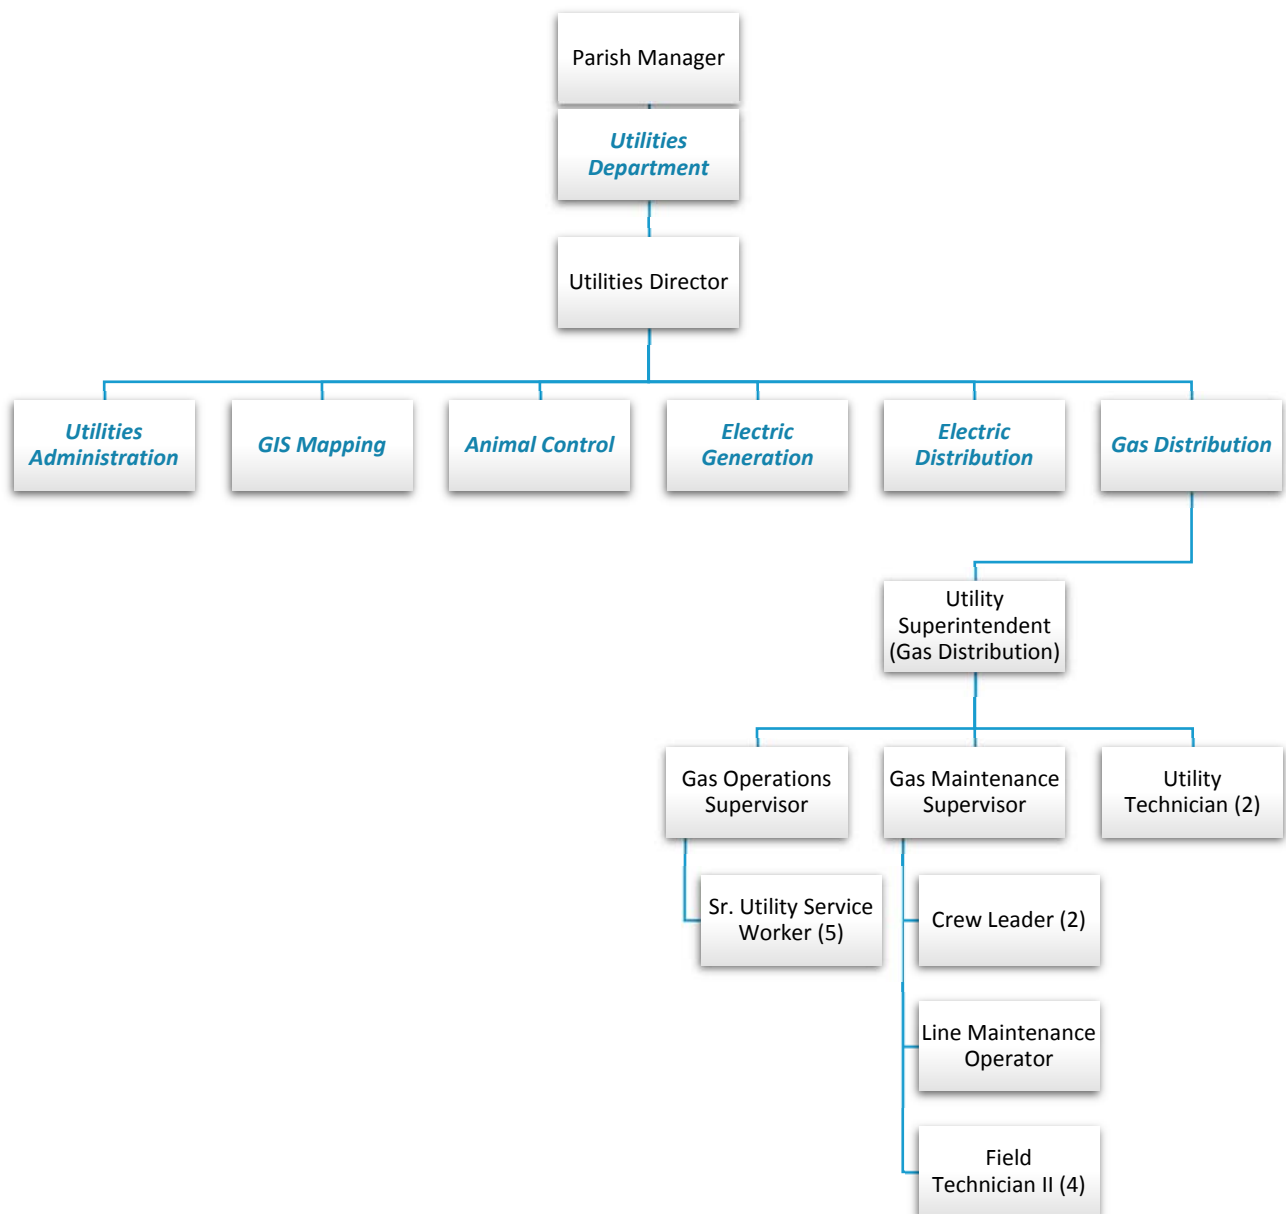 Parish Manager
Utilities
Department
Utilities Director
Utilities
Administration
GIS Mapping
Animal Control
Electric
Generation
Electric
Distribution
Gas Distribution
Utility
Superintendent
(Gas Distribution)
Gas Operations
Supervisor
Gas Maintenance
Supervisor
Utility
Technician (2)
Sr. Utility Service
Worker (5)
Crew Leader (2)
Line Maintenance
Operator
Field
Technician II (4)